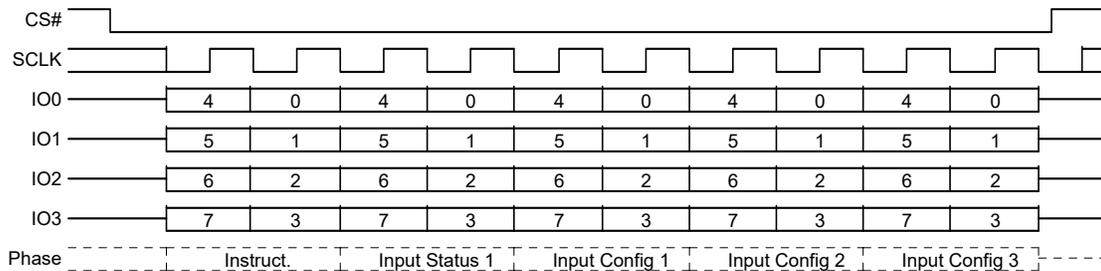 CS#
SCLK
IO0 4 0 4 0 4 0 4 0 4 0
IO1 5 1 5 1 5 1 5 1 5 1
IO2 6 2 6 2 6 2 6 2 6 2
IO3 7 3 7 3 7 3 7 3 7 3
Phase Instruct. Input Status 1 Input Config 1 Input Config 2 Input Config 3